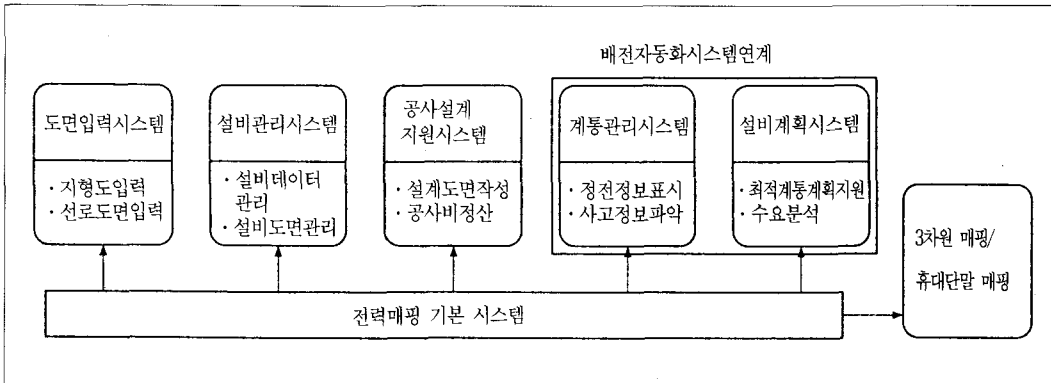 배전자동화시스템연계
도면입력시스템
· 지형도입력
· 선로도면입력
설비관리시스템
· 설비데이터
관리
· 설비도면관리
공사설계
지원시스템
· 설계도면작성
· 공사비정산
계통관리시스템
· 정전정보표시
· 사고정보파악
설비계획시스템
· 최적계통계획지원
· 수요분석
3차원 매핑/
휴대단말 매핑
전력매핑 기본 시스템